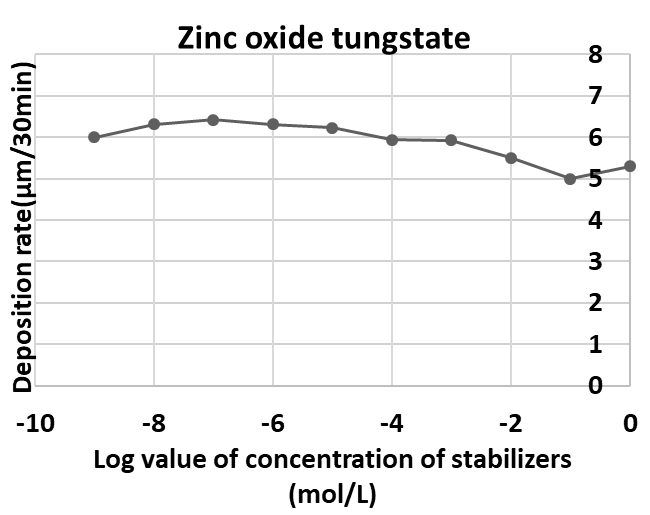 Zinc oxide tungstate
Deposition rate(μm/30min)
8
7
6
5
4
3
2
1
0
-10 -8 -6 -4 -2 0
Log value of concentration of stabilizers
(mol/L)